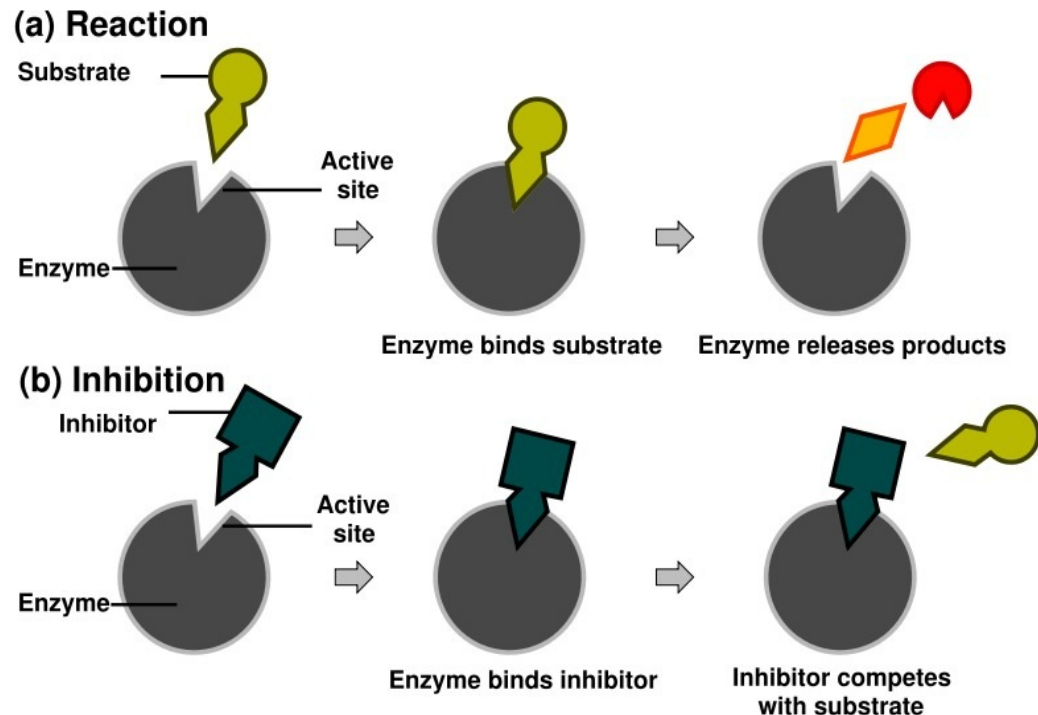 (a) Reaction
Substrate
Active
site
Enzyme
Enzyme binds substrate
Enzyme releases products
(b) Inhibition
Inhibitor
Active
site
Enzyme
Enzyme binds inhibitor
Inhibitor competes
with substrate